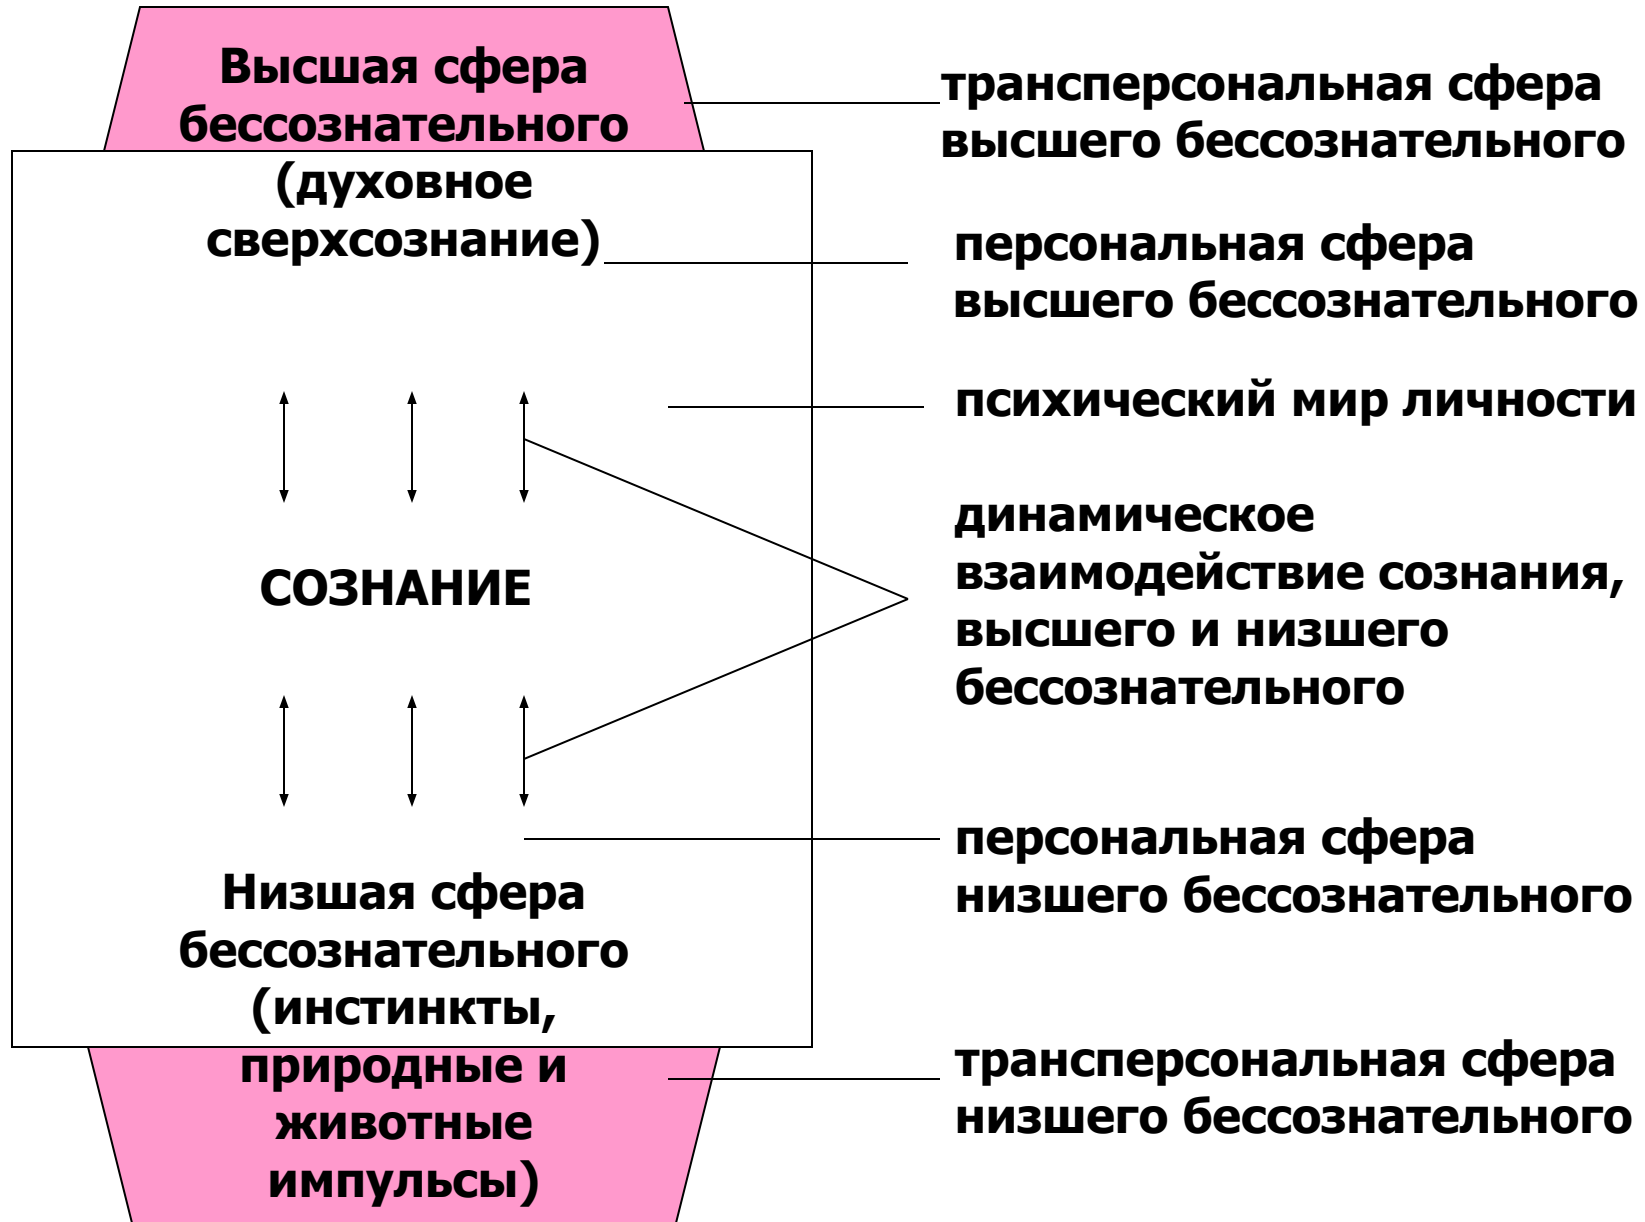 Высшая сфера
бессознательного
(духовное
сверхсознание)
СОЗНАНИЕ
Низшая сфера
бессознательного
(инстинкты,
природные и
животные
импульсы)
трансперсональная сфера
высшего бессознательного
персональная сфера
высшего бессознательного
психический мир личности
динамическое
взаимодействие сознания,
высшего и низшего
бессознательного
персональная сфера
низшего бессознательного
трансперсональная сфера
низшего бессознательного